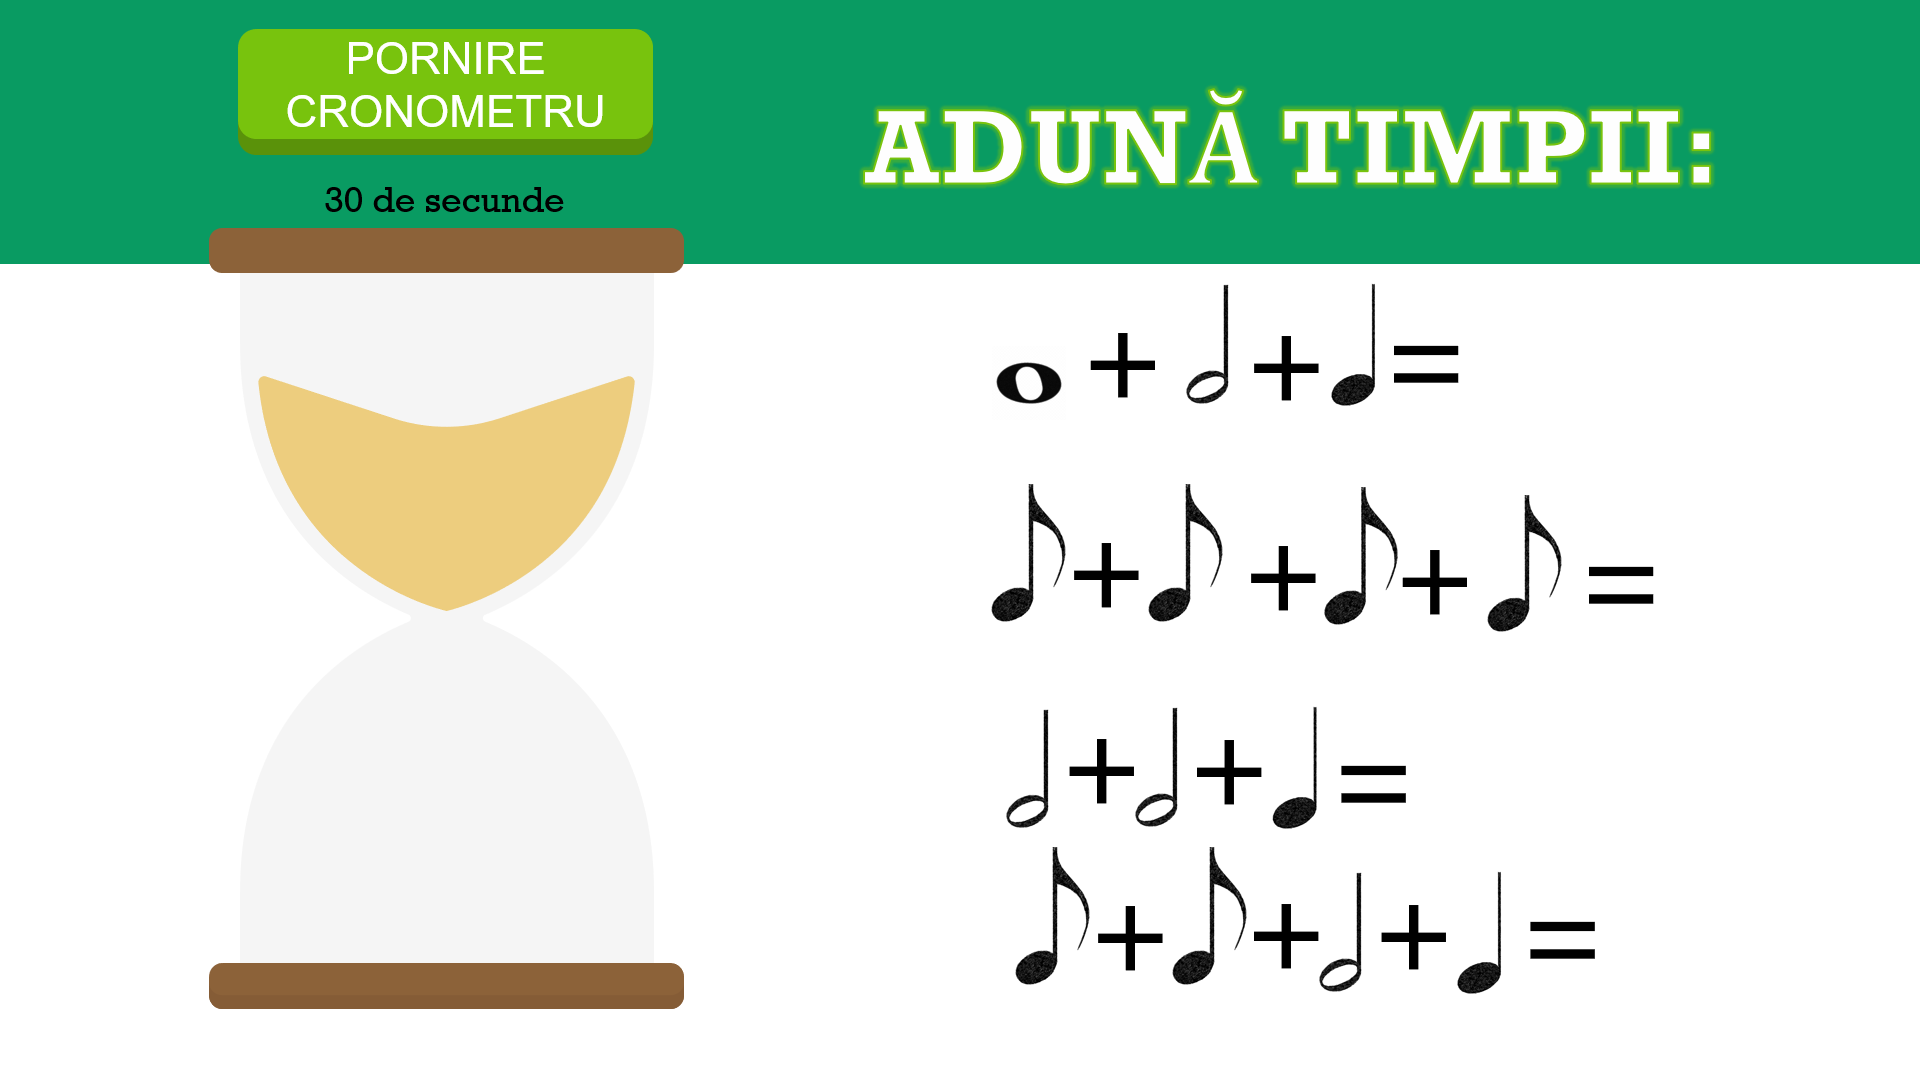 PORNIRE
CRONOMETRU
30 de secunde
ADUNĂ TIMPII:
+ + =
+ + + =
+ + =
+ + + =